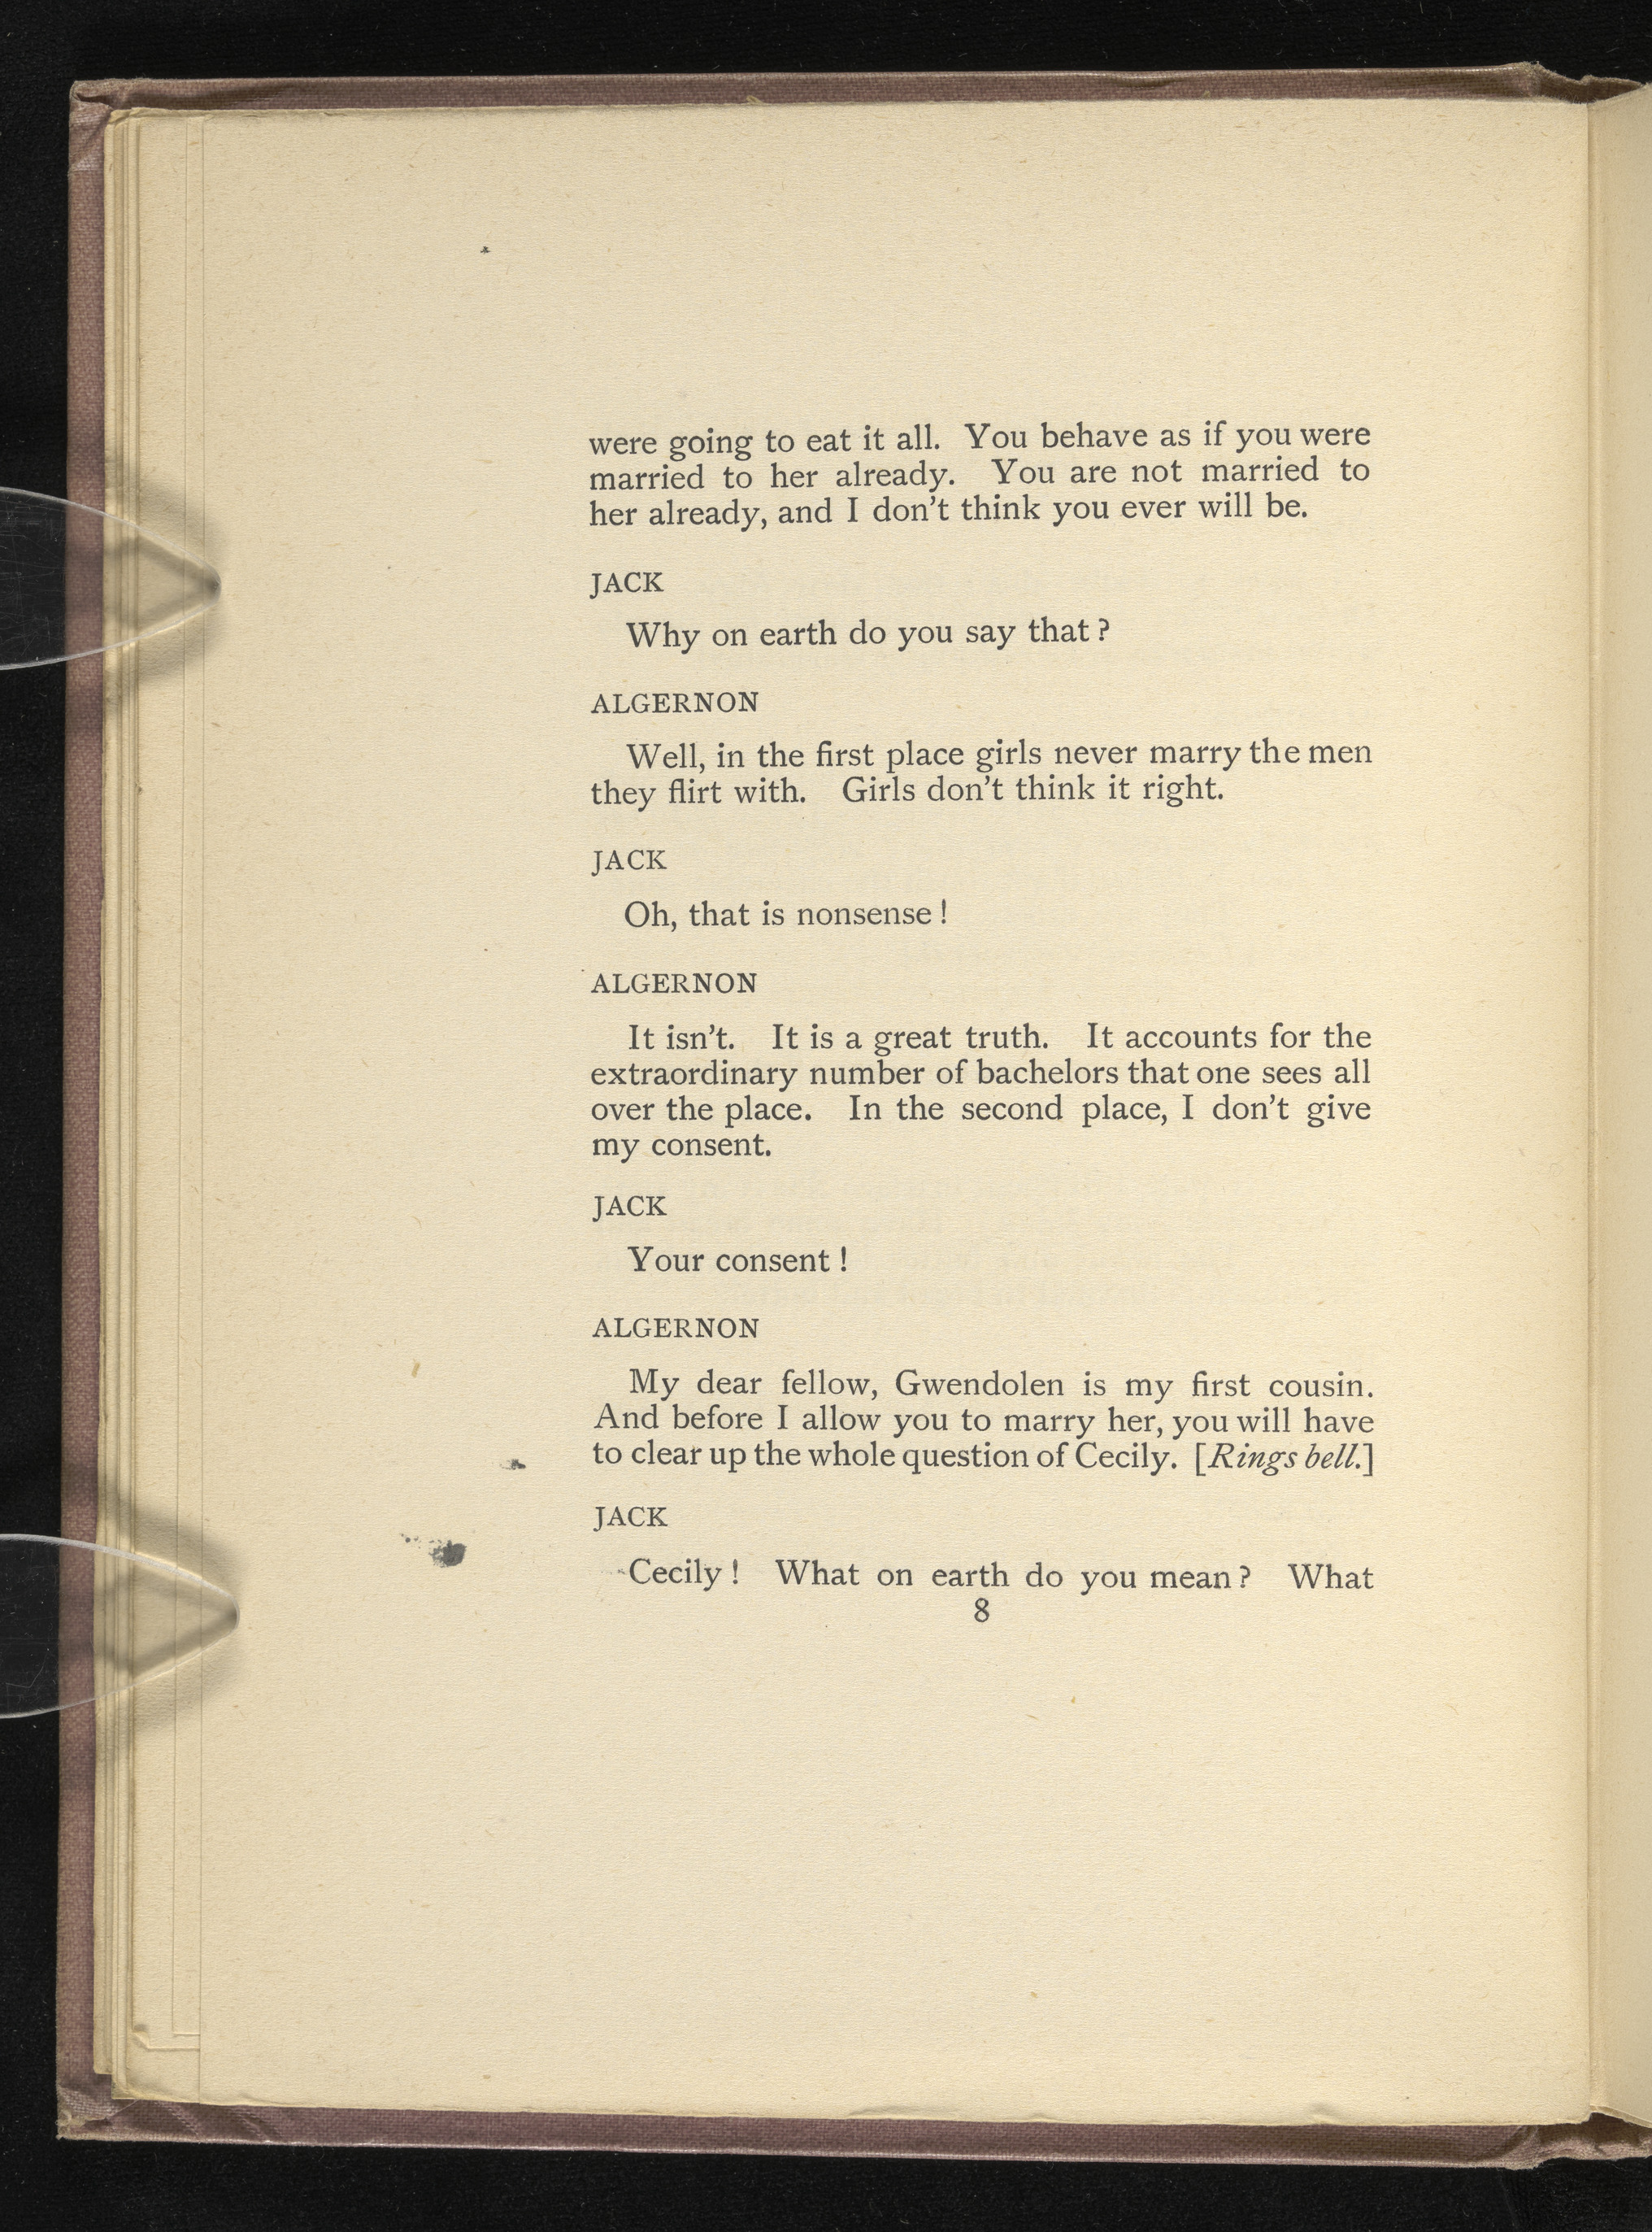 were going to eat it all. You behave as if you were
married to her already. You are not married to
her already, and I don't think you ever will be.
JACK
Why on earth do you say that?
ALGERNON
Well, in the first place girls never marry the men
they flirt with. Girls don't think it right.
JACK
Oh, that is nonsense!
ALGERNON
It isn't. It is a great truth. It accounts for the
extraordinary number of bachelors that one sees all
over the place. In the second place, I don't give
my consent.
JACK
Your consent!
ALGERNON
My dear fellow, Gwendolen is my first cousin.
And before I allow you to marry her, you will have
to clear up the whole question of Cecily. [Rings bell.]
JACK
Cecily! What on earth do you mean? What
8